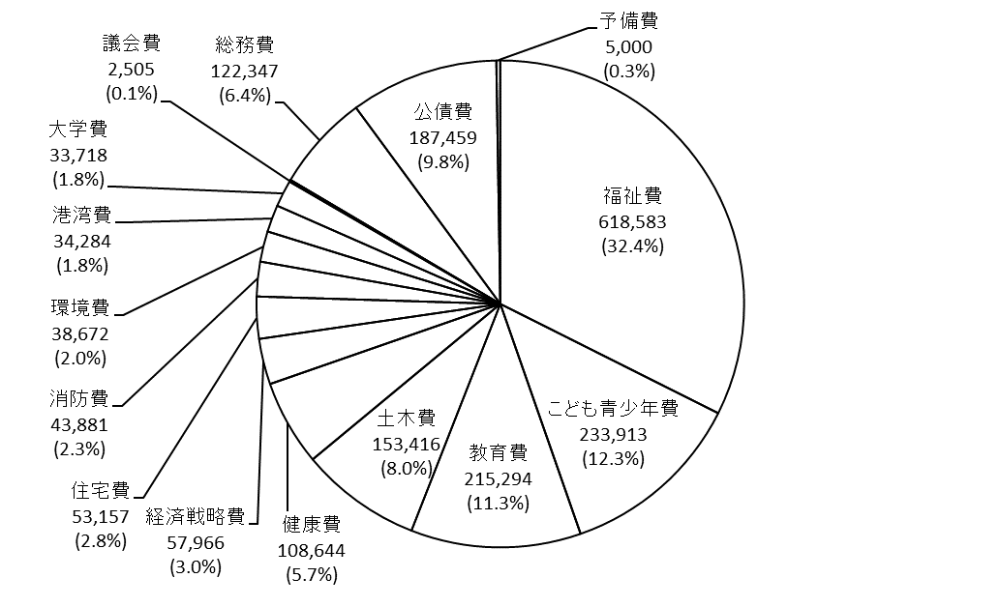 予備費
5,000
(0.3%)
福祉費
618,583
(32.4%)
こども青少年費
233,913
(12.3%)
教育費
215,294
(11.3%)
土木費
153,416
(8.0%)
健康費
108,644
(5.7%)
経済戦略費
57,966
(3.0%)
住宅費
53,157
(2.8%)
消防費
43,881
(2.3%)
環境費
38,672
(2.0%)
港湾費
34,284
(1.8%)
大学費
33,718
(1.8%)
議会費
2,505
(0.1%)
総務費
122,347
(6.4%)
公債費
187,459
(9.8%)